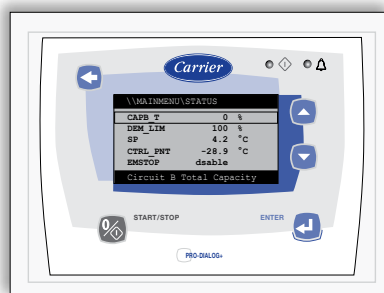 Carrier
\\MAINMENU\STATUS
CAPB_T 0 %
DEM_LIM 100 %
SP 4.2 °C
CTRL_PNT -28.9 °C
EMSTOP dsable
Circuit B Total Capacity
START/STOP
ENTER
PRO-DIALOG+